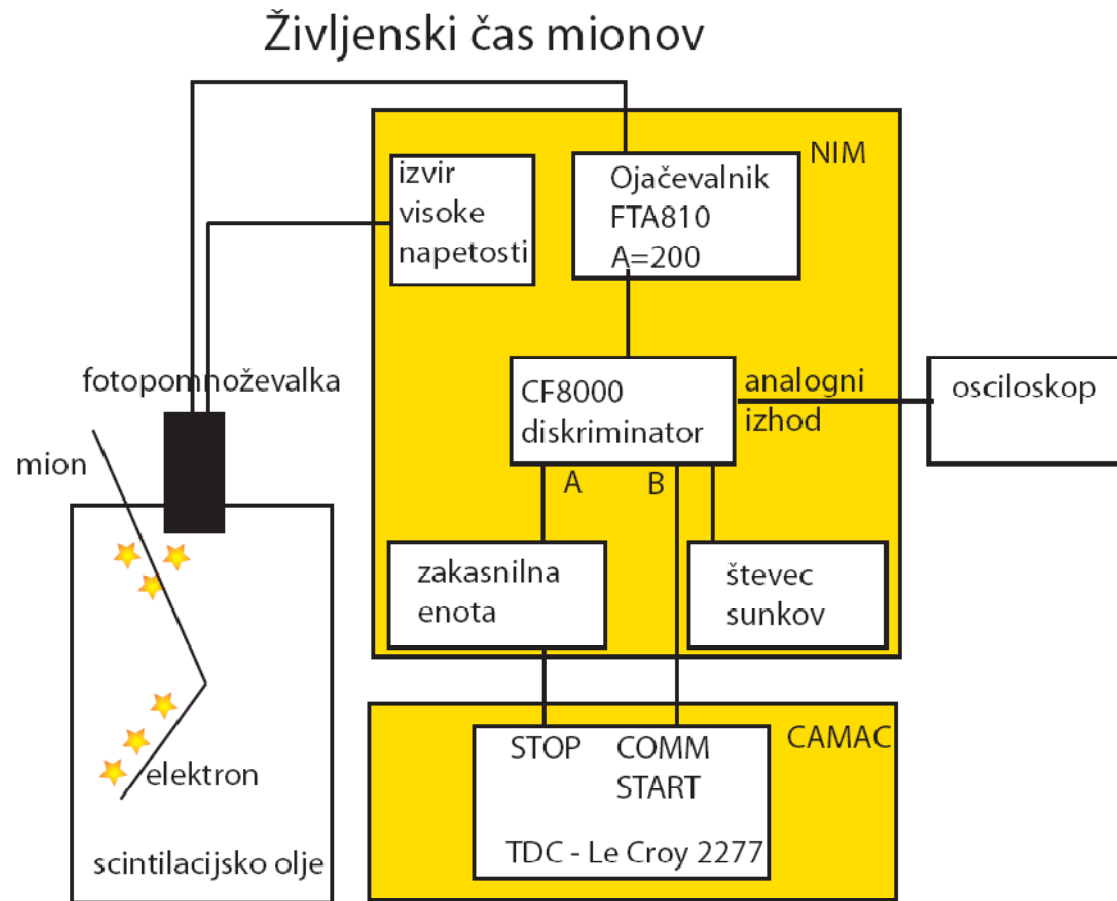 Življenski čas mionov
NIM
izvir
visoke
napetosti
Ojačevalnik
FTA810
A=200
fotopomnoževalka
CF8000
diskriminator
analogni
izhod
osciloskop
mion
A
B
zakasnilna
enota
števec
sunkov
elektron
scintilacijsko olje
CAMAC
STOP
COMM
START
TDC - Le Croy 2277